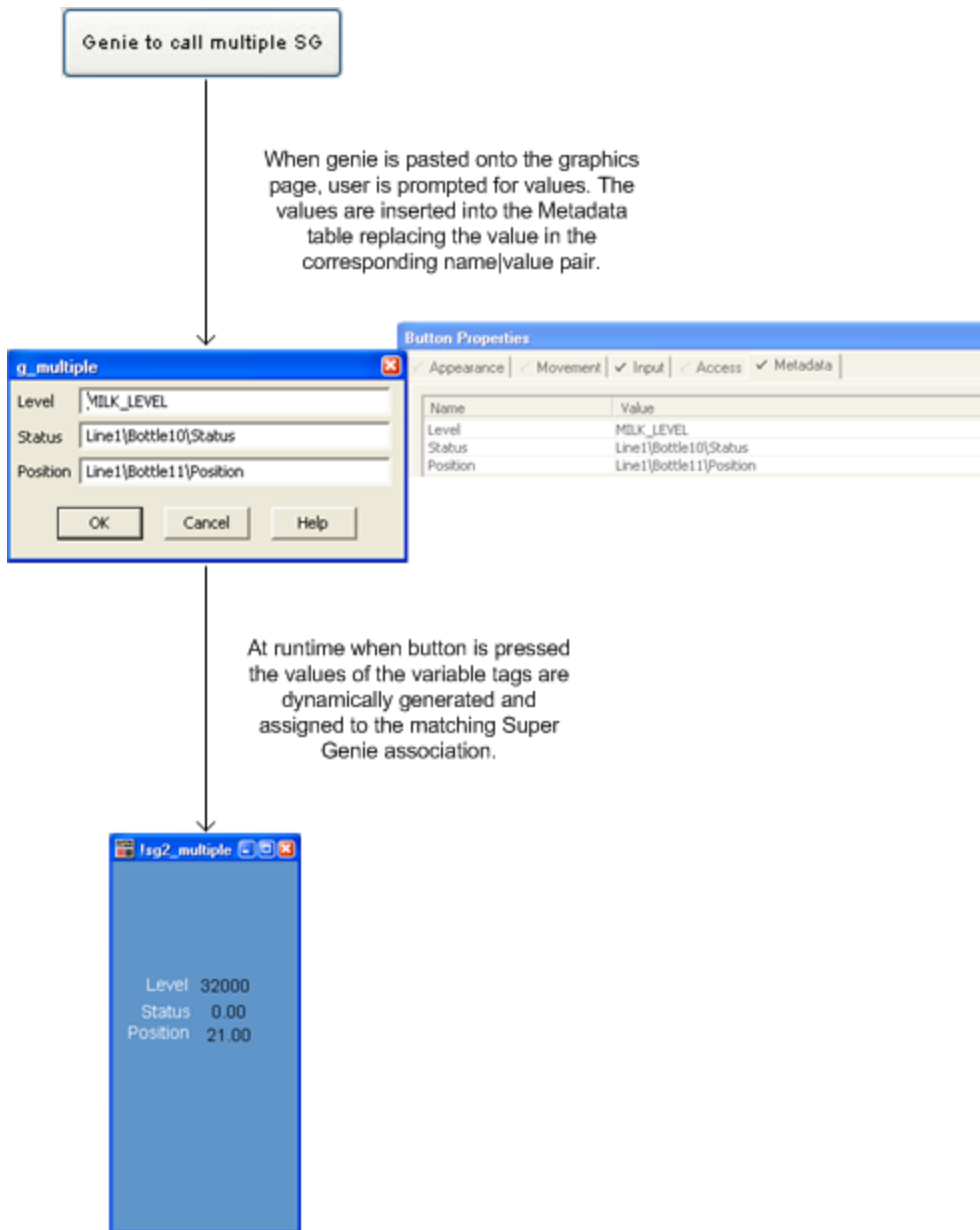 Genie to call multiple SG
When genie is pasted onto the graphics
page, user is prompted for values. The
values are inserted into the Metadata
table replacing the value in the
corresponding name|value pair.
Button Properties
Appearance Movement Input Access Metadata
Name Value
Level MILK_LEVEL
Status Line1\Bottle10\Status
Position Line1\Bottle11\Position
g_multiple
Level MILK_LEVEL
Status Line1\Bottle10\Status
Position Line1\Bottle11\Position
OK Cancel Help
At runtime when button is pressed
the values of the variable tags are
dynamically generated and
assigned to the matching Super
Genie association.
!sg2_multiple
Level 32000
Status 0.00
Position 21.00